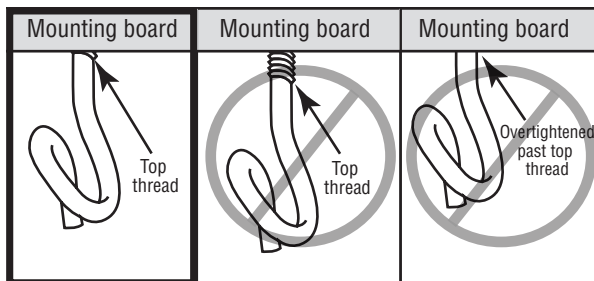 Mounting board
Top
thread
Mounting board
Top
thread
Mounting board
Overtightened
past top
thread